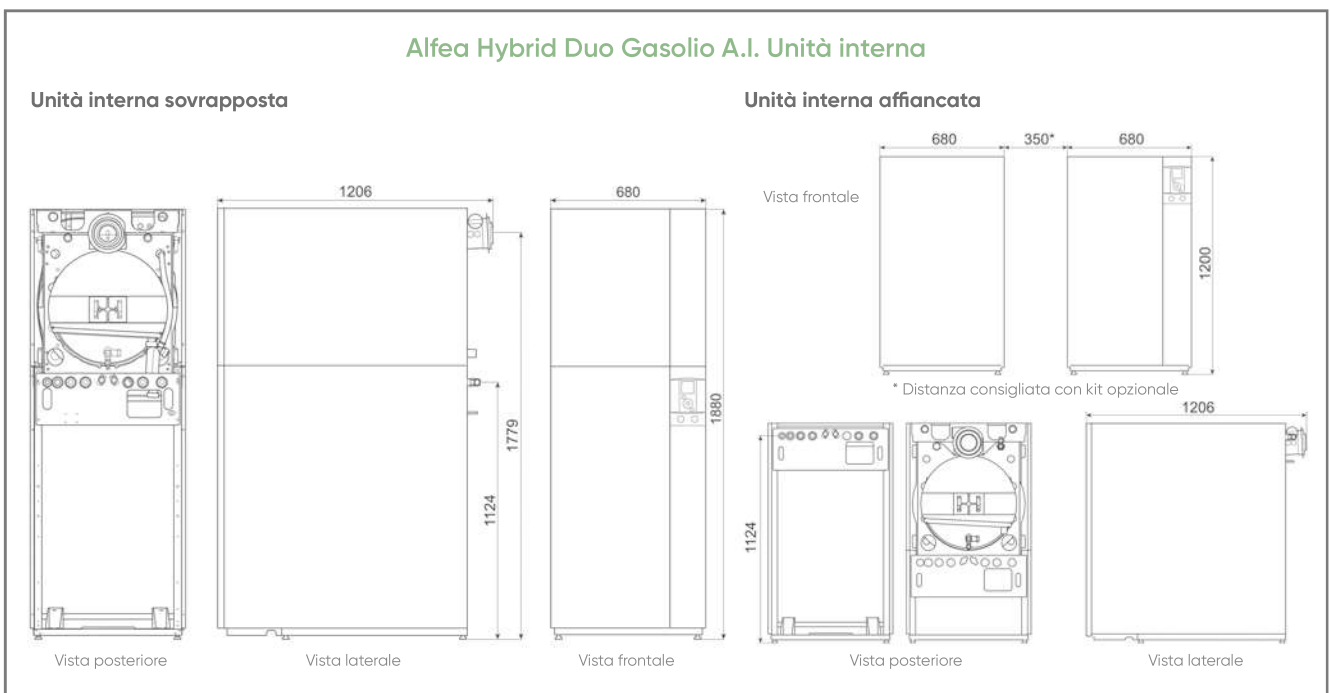 Alfea Hybrid Duo Gasolio A.I. Unità interna
Unità interna sovrapposta
1206
680
1779
1124
1880
Vista posteriore
Vista laterale
Vista frontale
Unità interna affiancata
680
350*
680
Vista frontale
1200
* Distanza consigliata con kit opzionale
1206
1124
Vista posteriore
Vista laterale